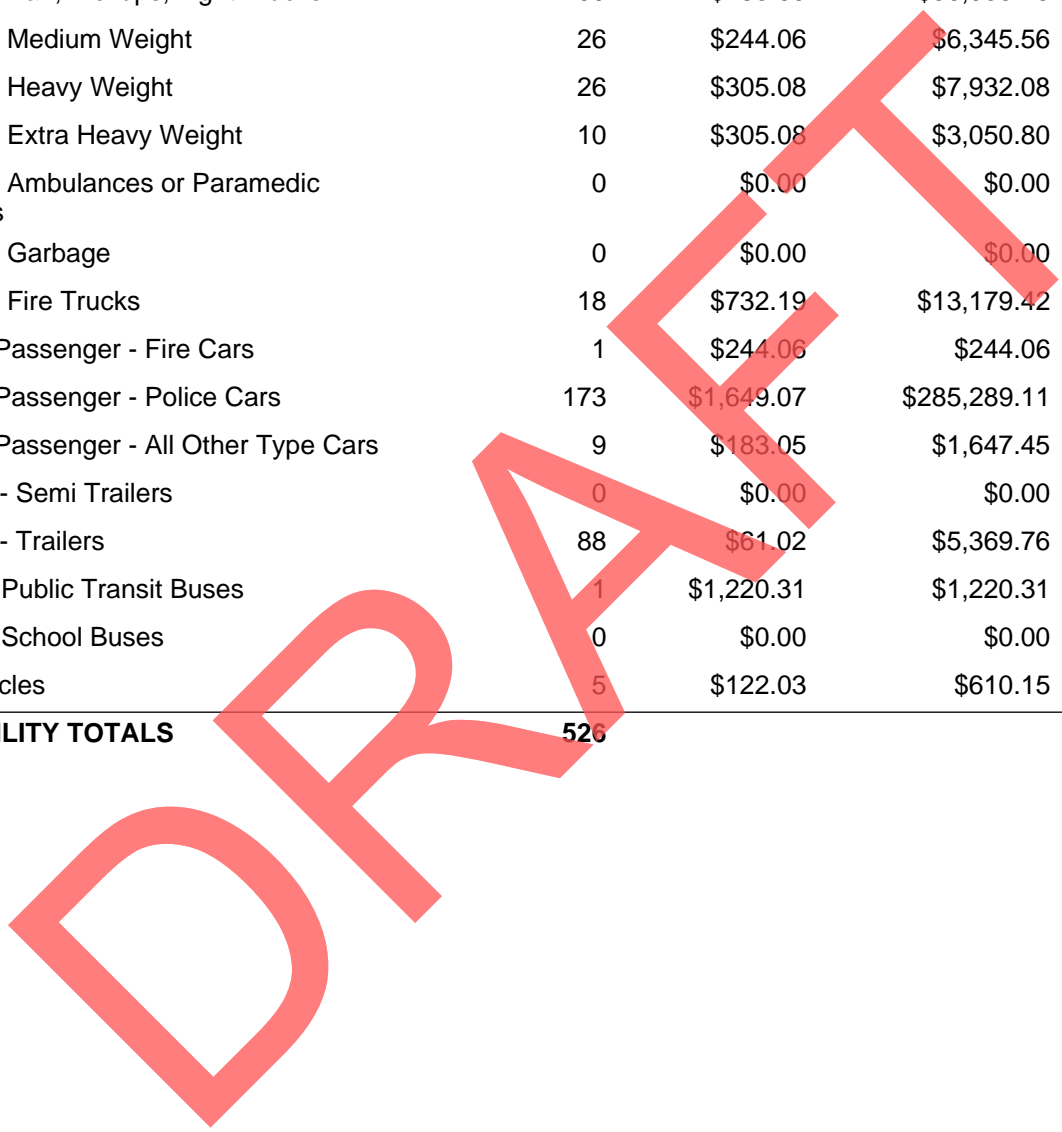 Medium Weight 26 $244.06 $6,345.56
Heavy Weight 26 $305.08 $7,932.08
Extra Heavy Weight 10 $305.08 $3,050.80
Ambulances or Paramedic 0 $0.00 $0.00
s
Garbage 0 $0.00 $0.00
Fire Trucks 18 $732.19 $13,179.42
Passenger - Fire Cars 1 $244.06 $244.06
Passenger - Police Cars 173 $1,649.07 $285,289.11
Passenger - All Other Type Cars 9 $183.05 $1,647.45
- Semi Trailers 0 $0.00 $0.00
- Trailers 88 $61.02 $5,369.76
Public Transit Buses 1 $1,220.31 $1,220.31
School Buses 0 $0.00 $0.00
cles 5 $122.03 $610.15
ILITY TOTALS 526
DRAFT